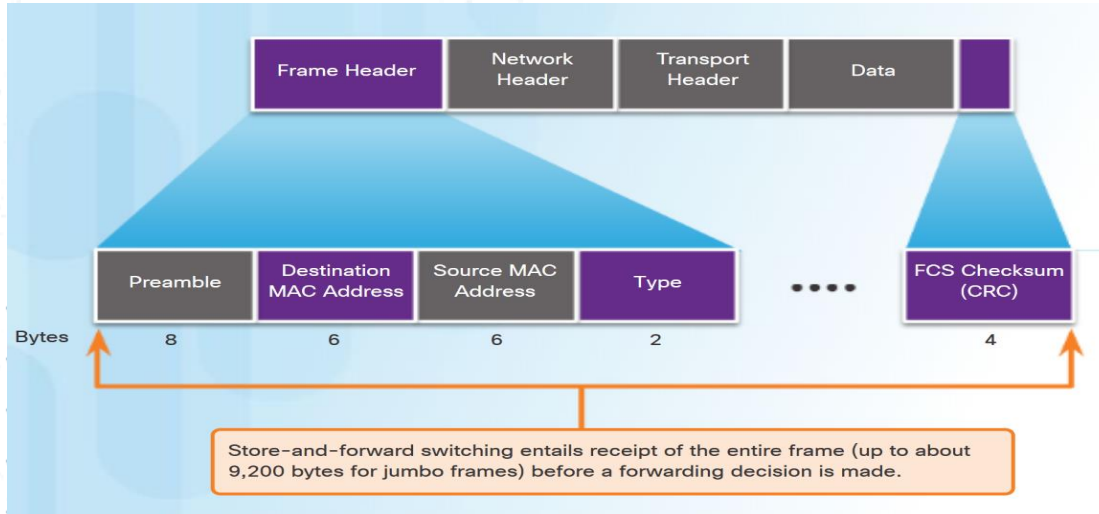 Frame Header
Network
Header
Transport
Header
Data
Preamble
Destination
MAC Address
Source MAC
Address
Type
••••
FCS Checksum
(CRC)
Bytes
8
6
6
2
4
Store-and-forward switching entails receipt of the entire frame (up to about
9,200 bytes for jumbo frames) before a forwarding decision is made.